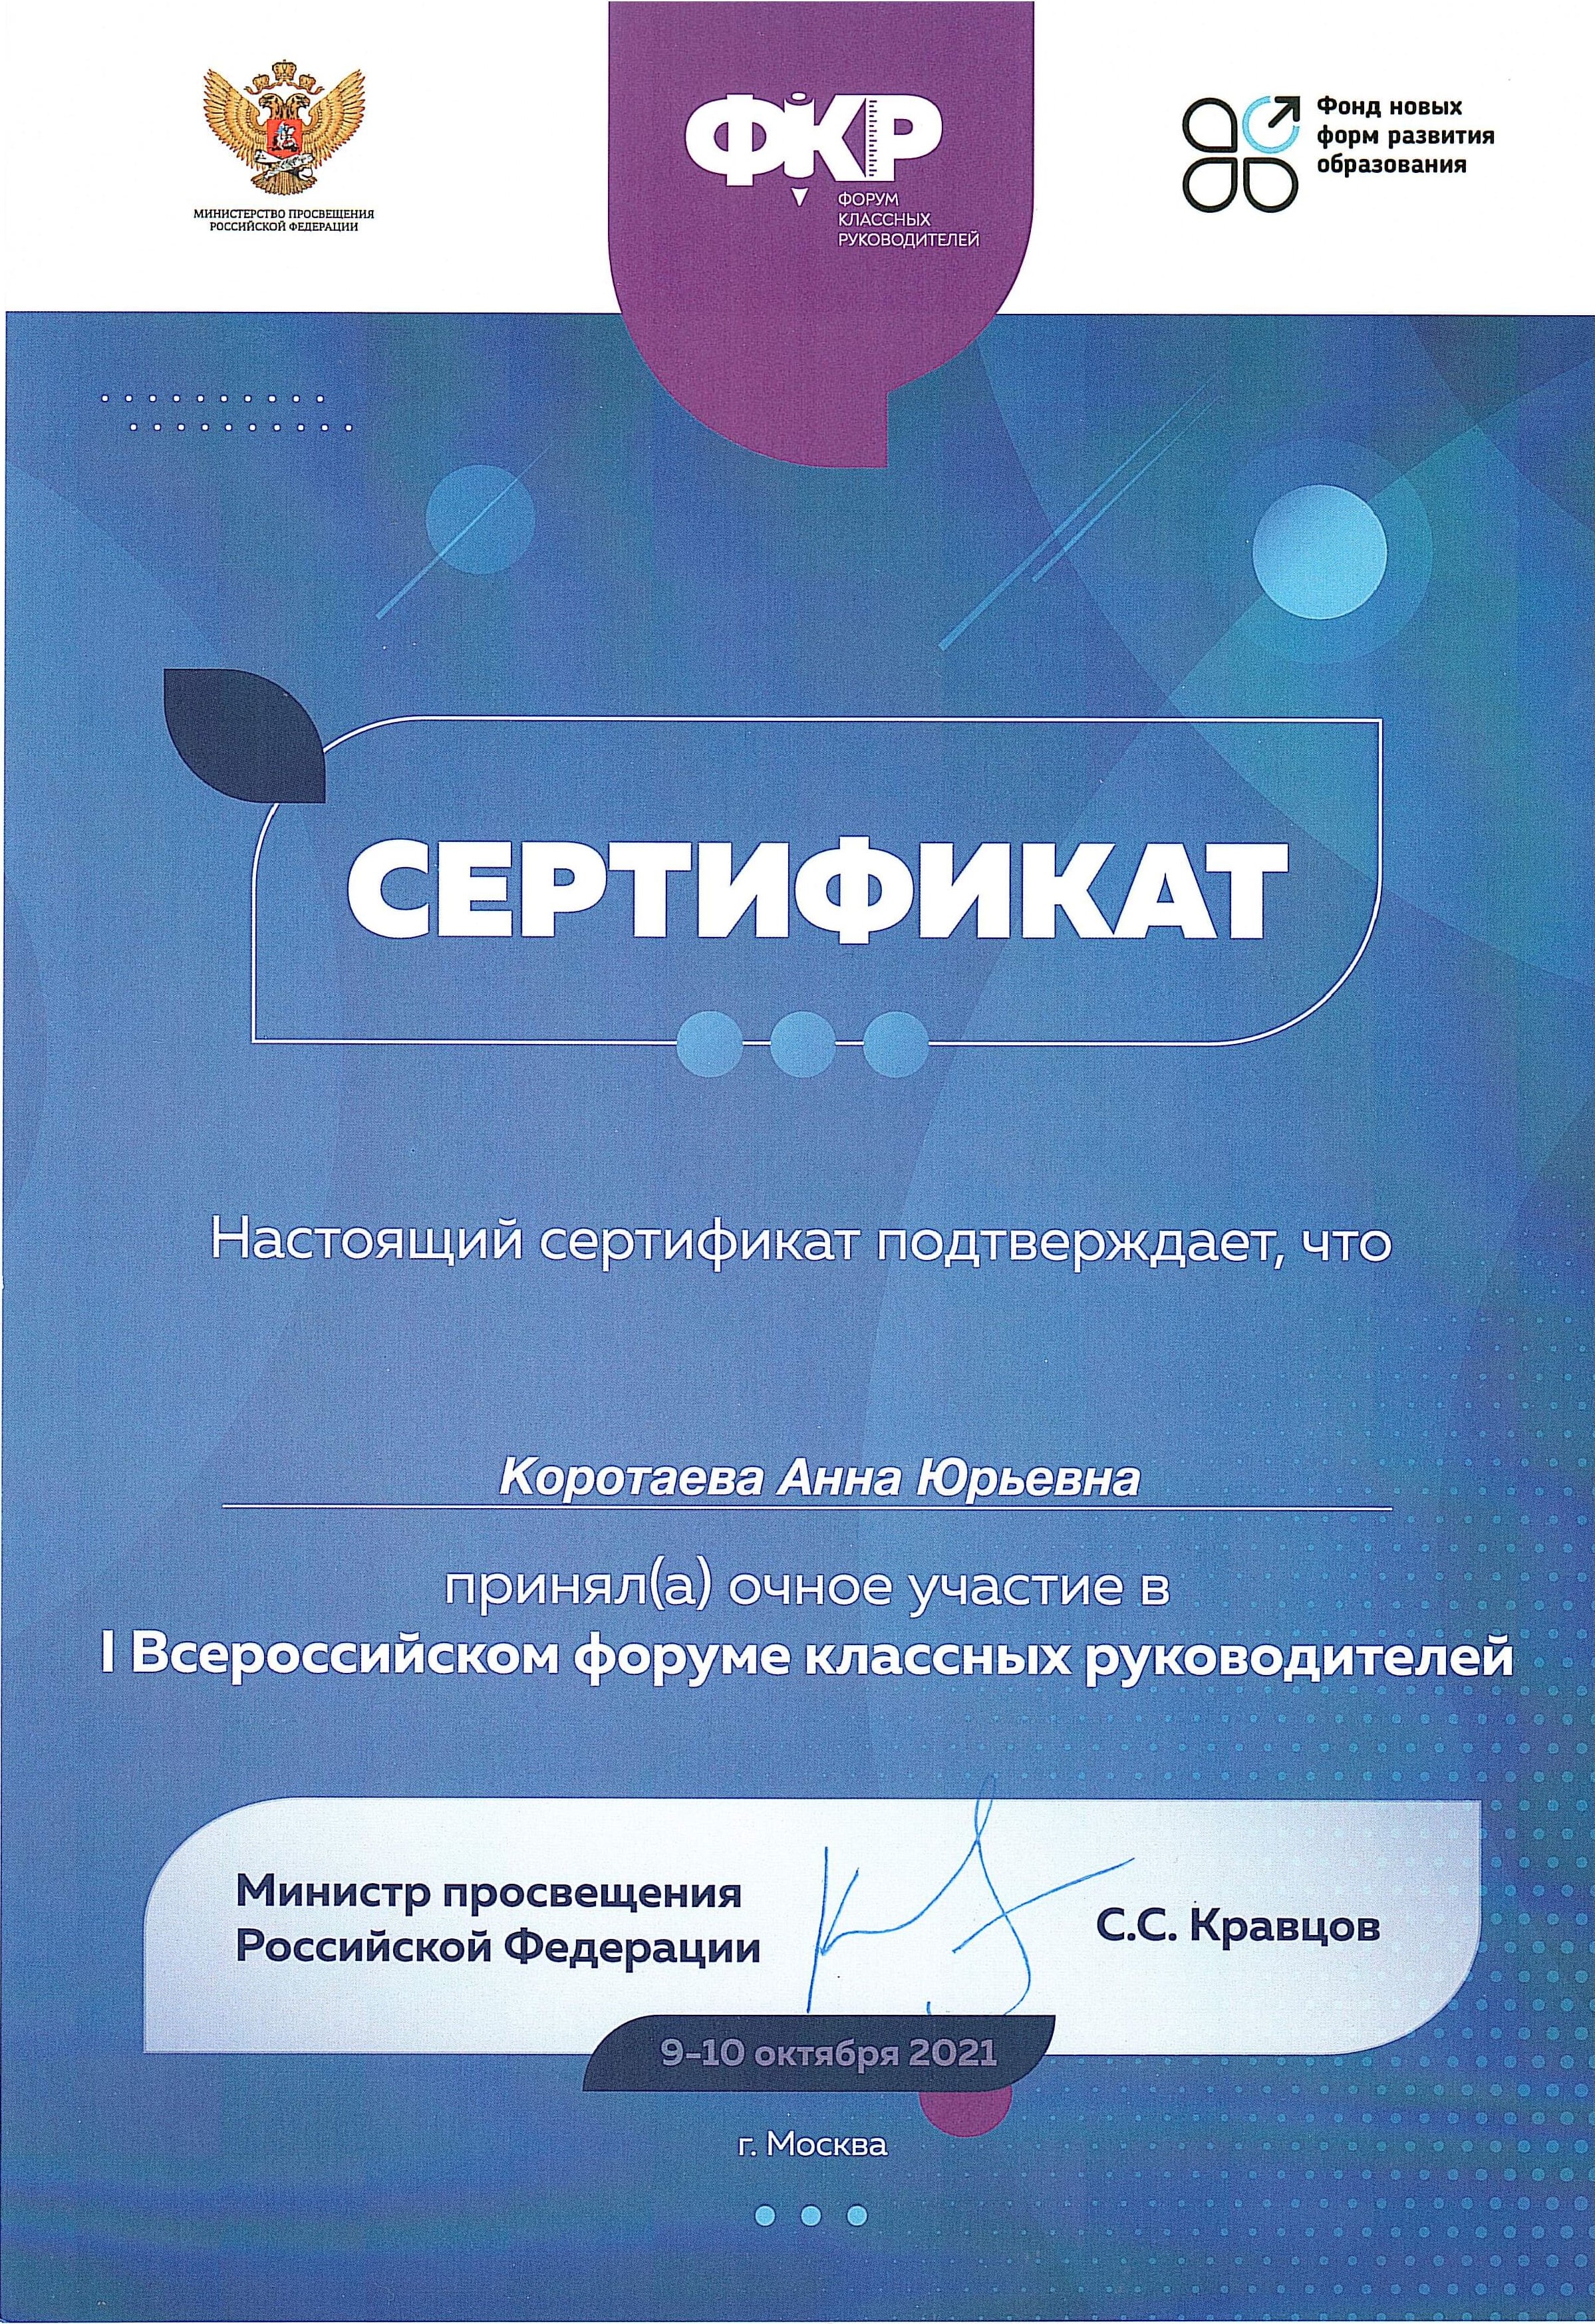 МИНИСТЕРСТВО ПРОСВЕЩЕНИЯ
РОССИЙСКОЙ ФЕДЕРАЦИИ
ФКР
ФОРУМ
КЛАССНЫХ
РУКОВОДИТЕЛЕЙ
Фонд новых
форм развития
образования
СЕРТИФИКАТ
Настоящий сертификат подтверждает, что
Коротаева Анна Юрьевна
принял(а) очное участие в
I Всероссийском форуме классных руководителей
Министр просвещения
Российской Федерации
С.С. Кравцов
9-10 октября 2021
г. Москва